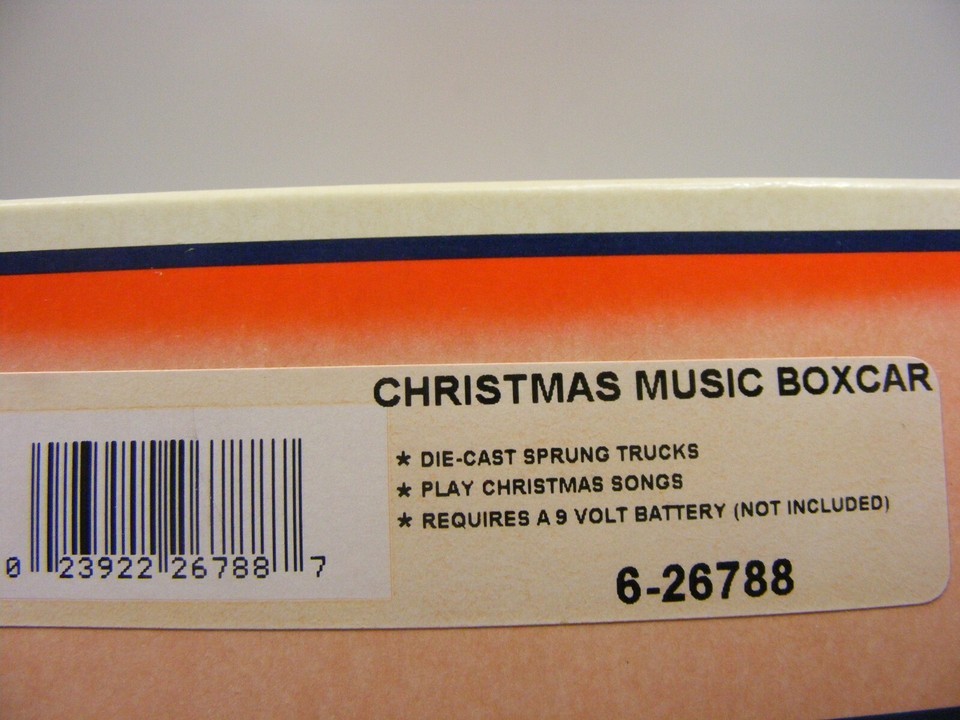 CHRISTMAS MUSIC BOXCAR
* DIE-CAST SPRUNG TRUCKS
* PLAY CHRISTMAS SONGS
* REQUIRES A 9 VOLT BATTERY (NOT INCLUDED)
0 23922 26788 7
6-26788